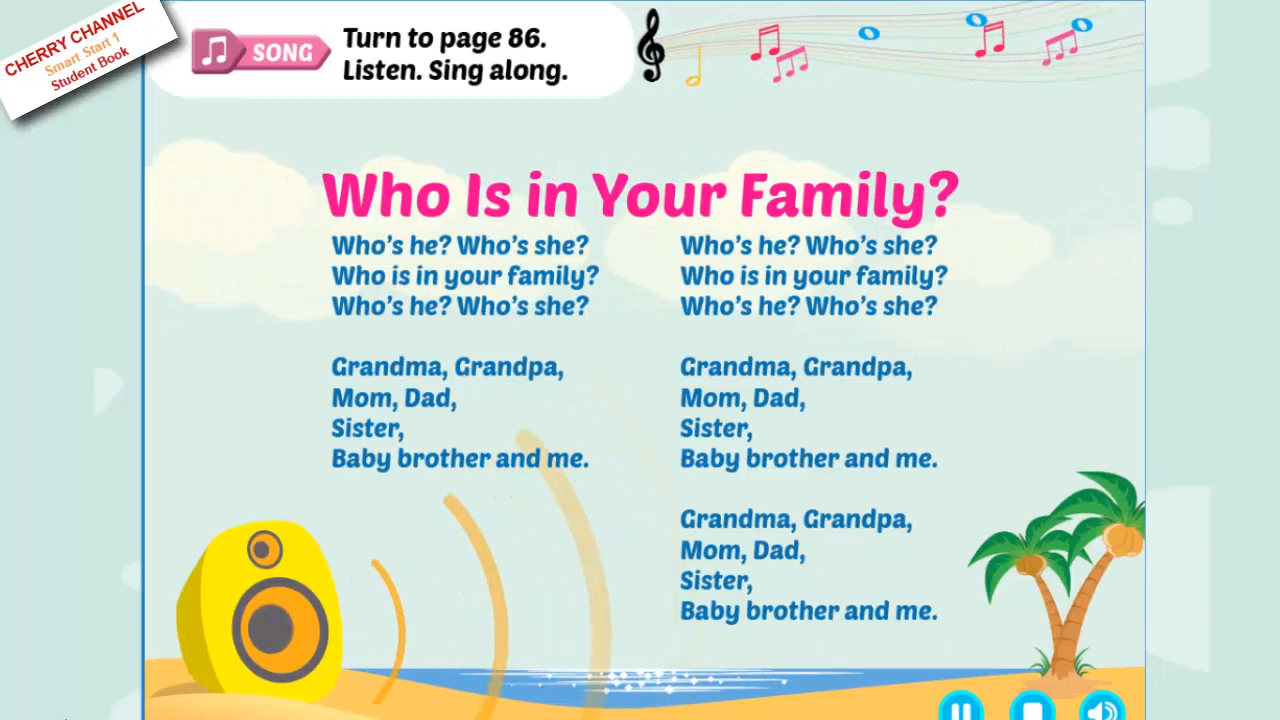 CHERRY CHANNEL
Smart Start 1
Student Book
SONG
Turn to page 86.
Listen. Sing along.
Who Is in Your Family?
Who's he? Who's she?
Who is in your family?
Who's he? Who's she?
Grandma, Grandpa,
Mom, Dad,
Sister,
Baby brother and me.
Who's he? Who's she?
Who is in your family?
Who's he? Who's she?
Grandma, Grandpa,
Mom, Dad,
Sister,
Baby brother and me.
Grandma, Grandpa,
Mom, Dad,
Sister,
Baby brother and me.